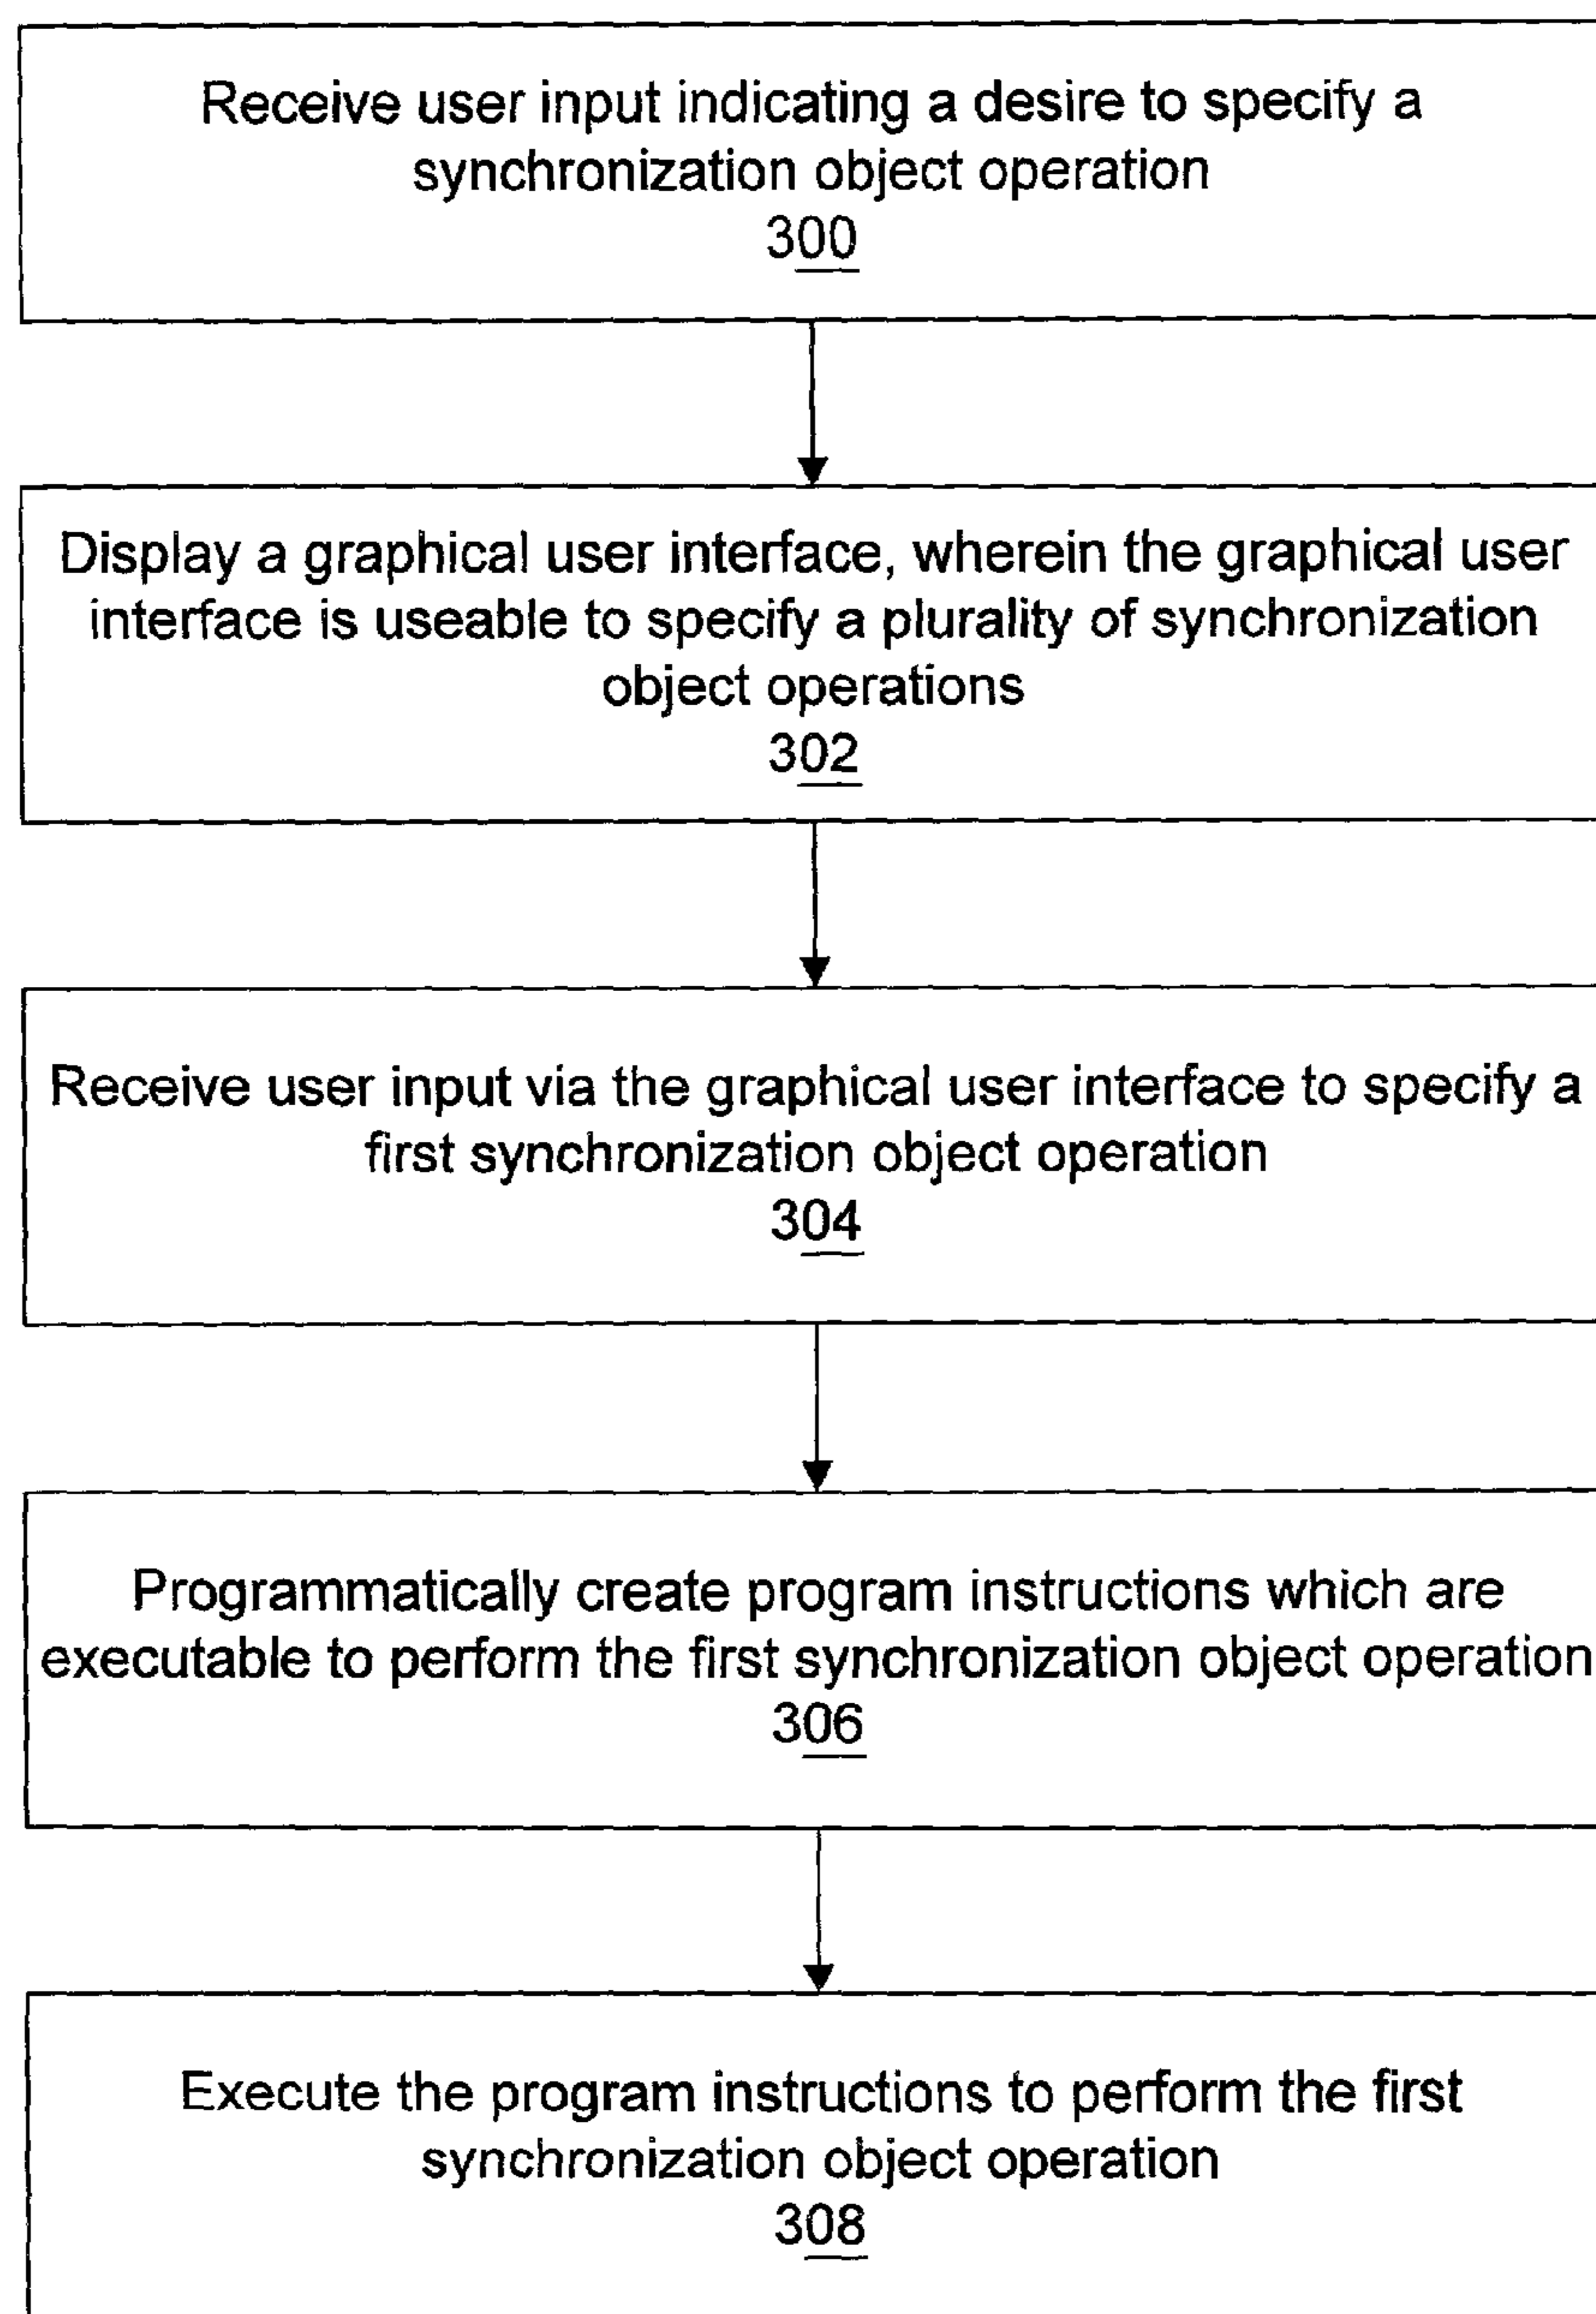 Receive user input indicating a desire to specify a
synchronization object operation
300
Display a graphical user interface, wherein the graphical user
interface is useable to specify a plurality of synchronization
object operations
302
Receive user input via the graphical user interface to specify a
first synchronization object operation
304
Programmatically create program instructions which are
executable to perform the first synchronization object operation
306
Execute the program instructions to perform the first
synchronization object operation
308